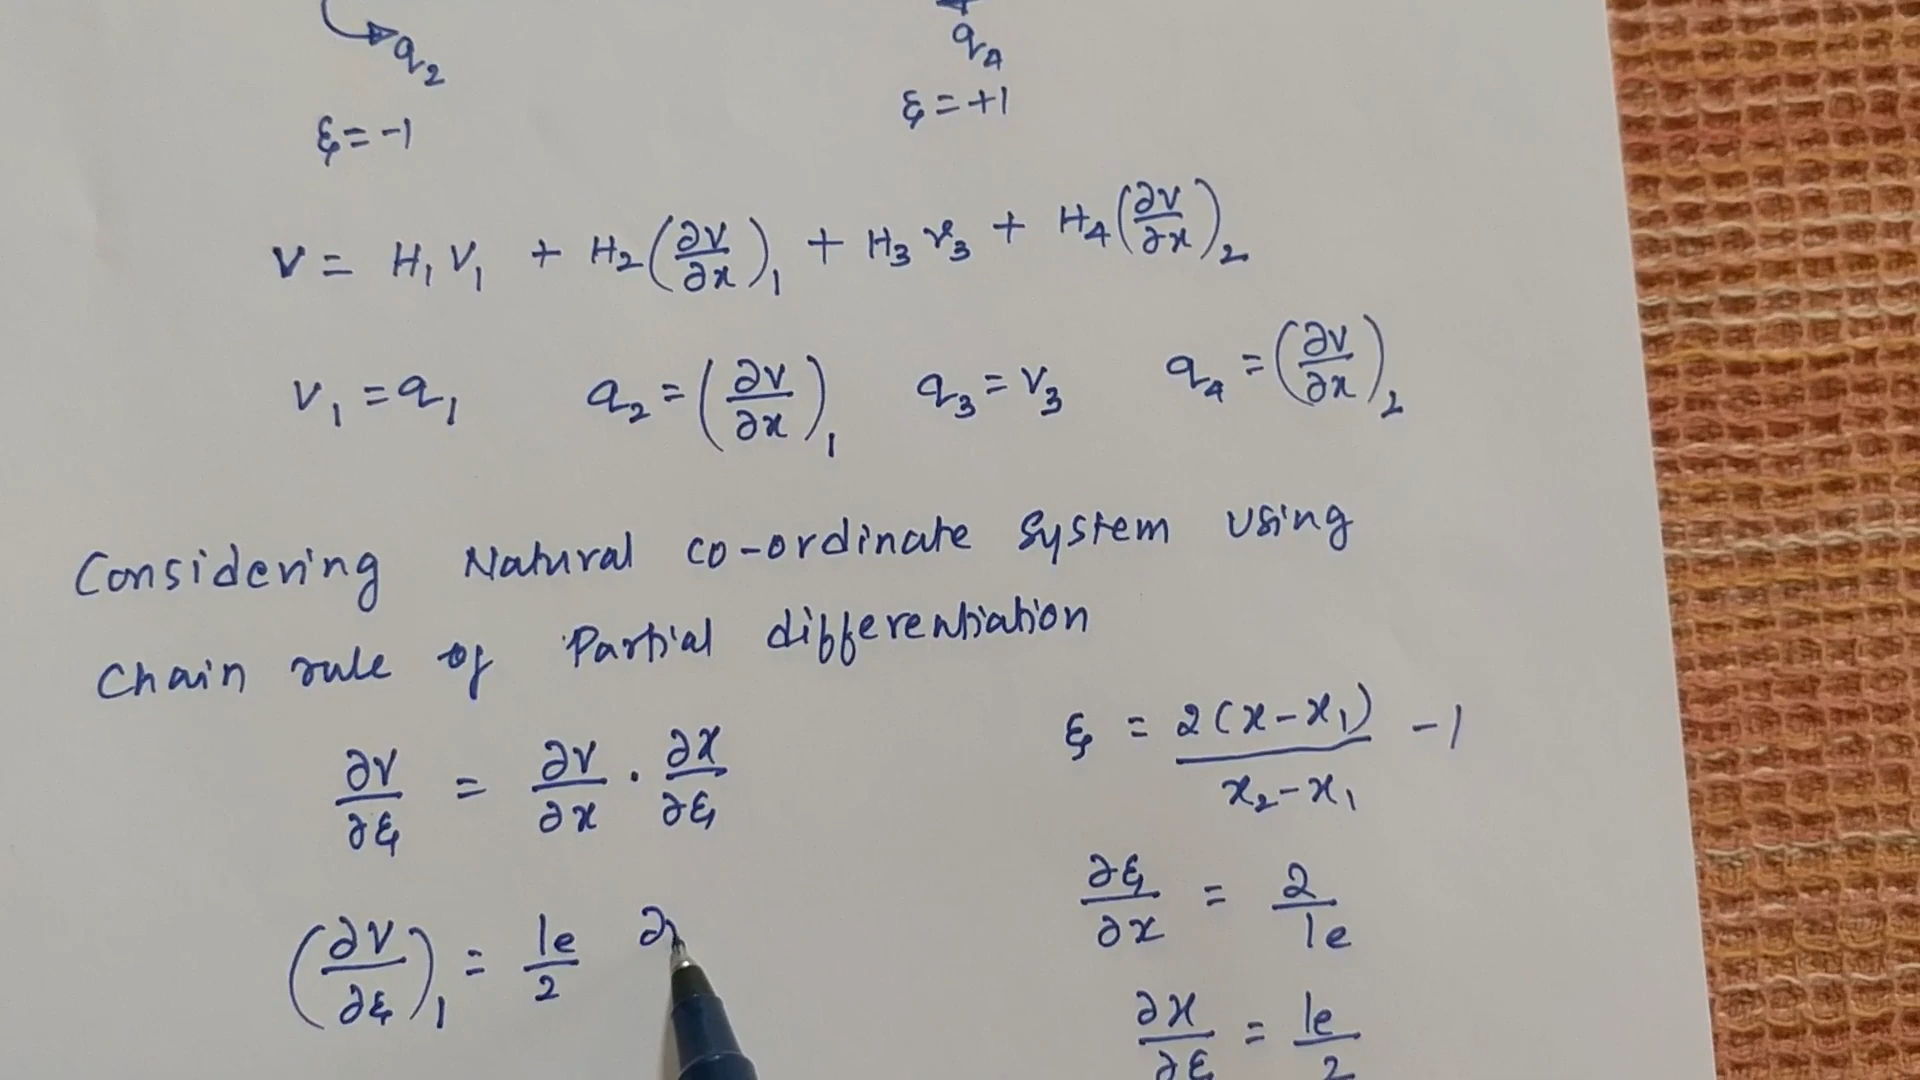 q₂ q₄
ξ = -1 ξ = +1
v = H₁ v₁ + H₂ (∂v/∂x)₁ + H₃ v₃ + H₄ (∂v/∂x)₂
v₁ = q₁ q₂ = (∂v/∂x)₁ q₃ = v₃ q₄ = (∂v/∂x)₂
Considering Natural co-ordinate system using
Chain rule of Partial differentiation
∂v/∂ξ = ∂v/∂x · ∂x/∂ξ
ξ = 2(x-x₁)/(x₂-x₁) - 1
∂ξ/∂x = 2/le
(∂v/∂ξ)₁ = le/2 ∂
∂x/∂ξ = le/2